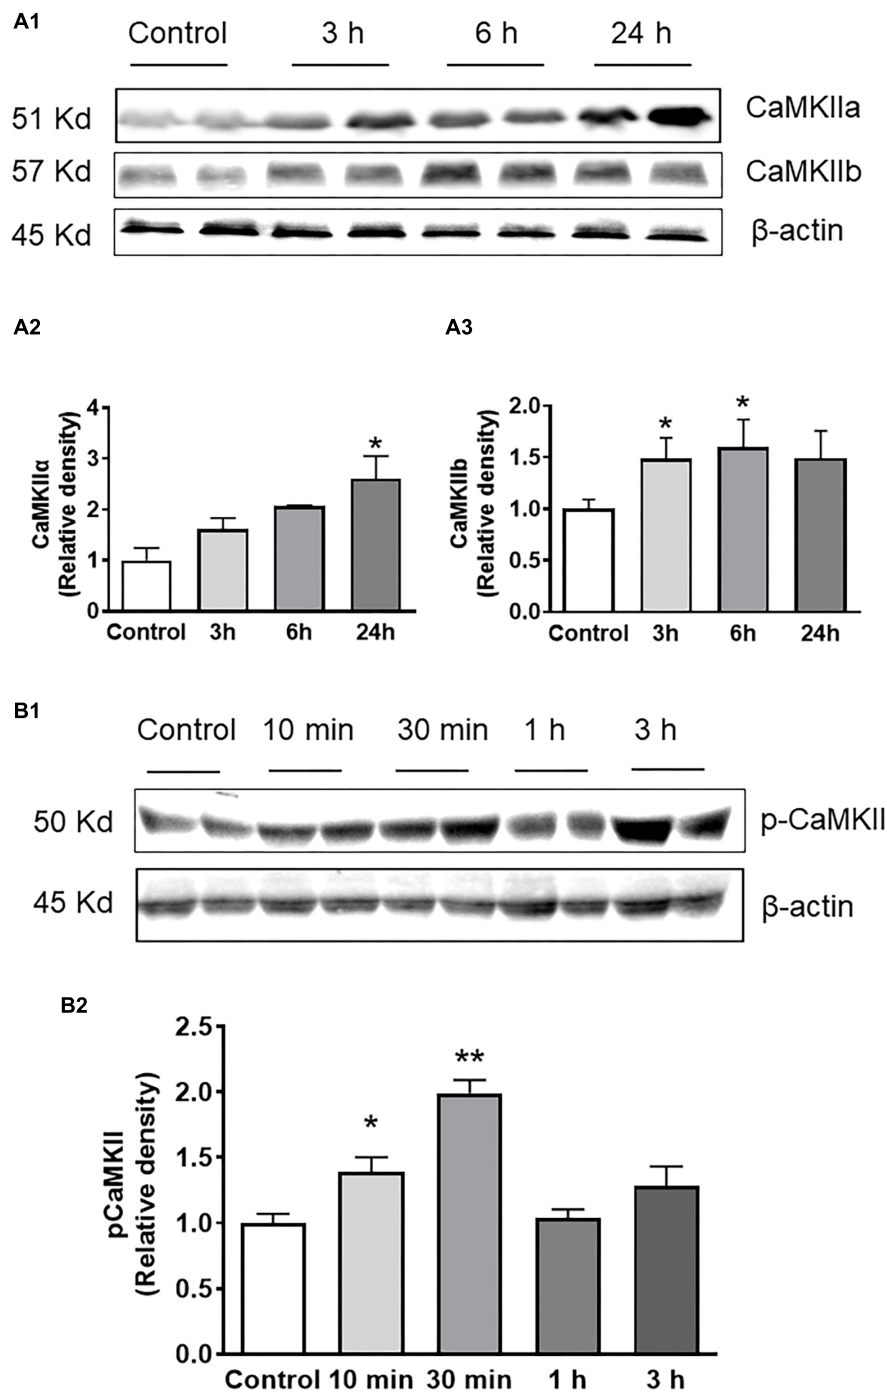 A1
Control 3 h 6 h 24 h
51 Kd CaMKIIa
57 Kd CaMKIIb
45 Kd β-actin
A2 A3
CaMKIIα
(Relative density)
4
3
2
1
0
*
Control 3h 6h 24h
CaMKIIb
(Relative density)
2.0
1.5
1.0
0.5
0.0
* *
Control 3h 6h 24h
B1
Control 10 min 30 min 1 h 3 h
50 Kd p-CaMKII
45 Kd β-actin
B2
pCaMKII
(Relative density)
2.5
2.0
1.5
1.0
0.5
0.0
* **
Control 10 min 30 min 1 h 3 h